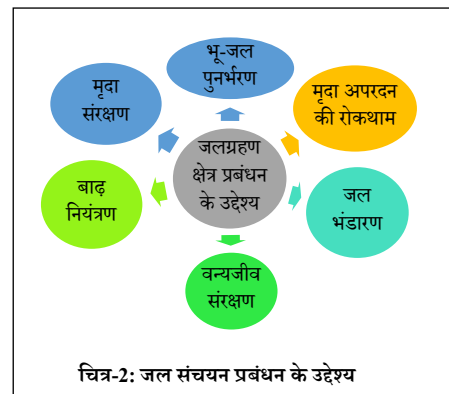 भू-जल
पुनर्भरण
मृदा
संरक्षण
मृदा अपरदन
की रोकथाम
जलग्रहण
क्षेत्र प्रबंधन
के उद्देश्य
बाढ़
नियंत्रण
जल
भंडारण
वन्यजीव
संरक्षण
चित्र-2: जल संचयन प्रबंधन के उद्देश्य